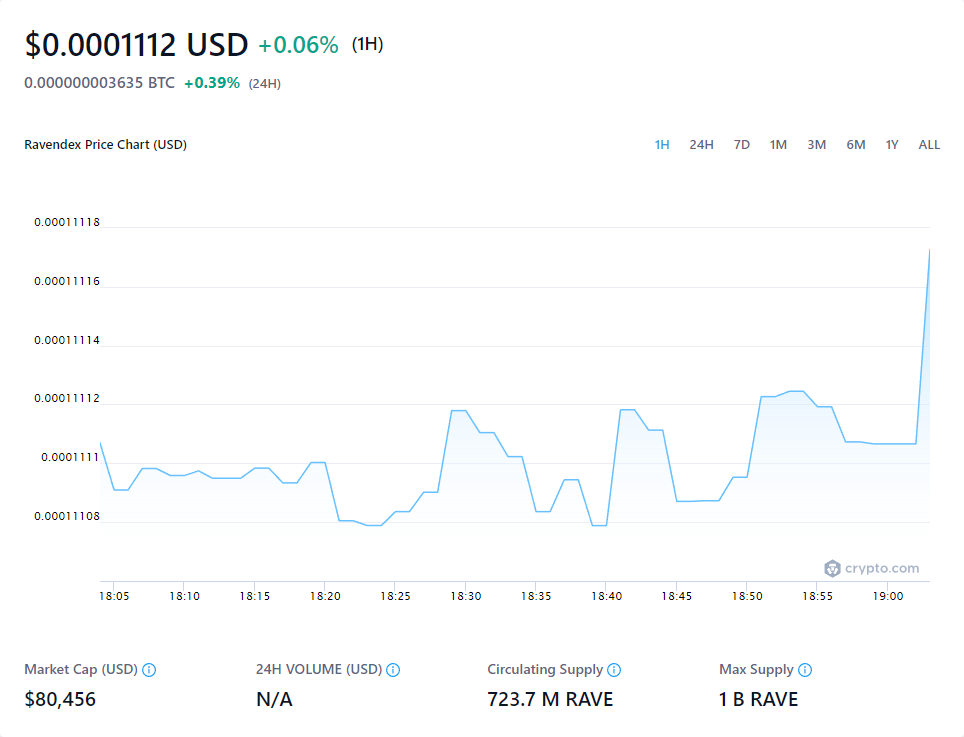 $0.0001112 USD +0.06% (1H)
0.000000003635 BTC +0.39% (24H)
Ravendex Price Chart (USD) 1H 24H 7D 1M 3M 6M 1Y ALL
0.00011118
0.00011116
0.00011114
0.00011112
0.0001111
0.00011108
crypto.com
18:05 18:10 18:15 18:20 18:25 18:30 18:35 18:40 18:45 18:50 18:55 19:00
Market Cap (USD) 24H VOLUME (USD) Circulating Supply Max Supply
$80,456 N/A 723.7 M RAVE 1 B RAVE